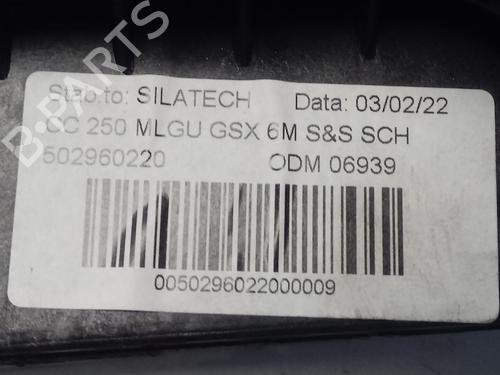 Stab.to: SILATECH Data: 03/02/22
CC 250 MLGU GSX 6M S&S SCH
502960220 ODM 06939
0050296022000009
B-PARTS